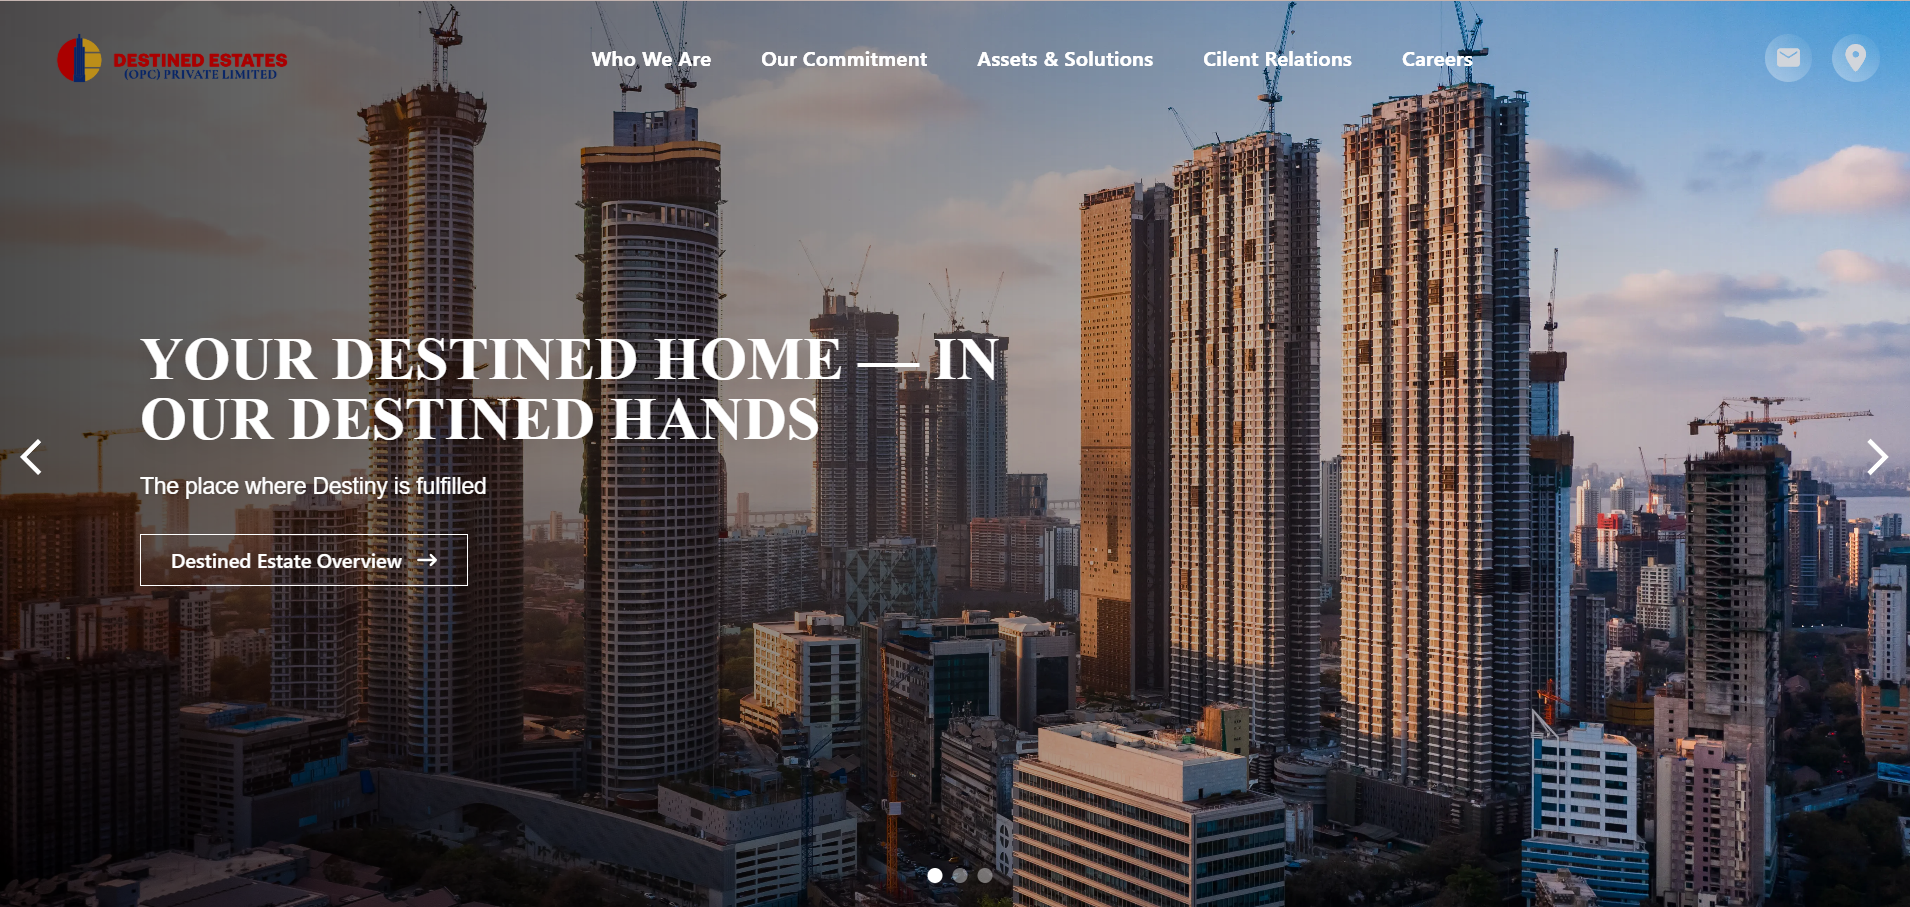 DESTINED ESTATES
(OPC) PRIVATE LIMITED
Who We Are
Our Commitment
Assets & Solutions
Cilent Relations
Careers
YOUR DESTINED HOME — IN
OUR DESTINED HANDS
The place where Destiny is fulfilled
Destined Estate Overview →